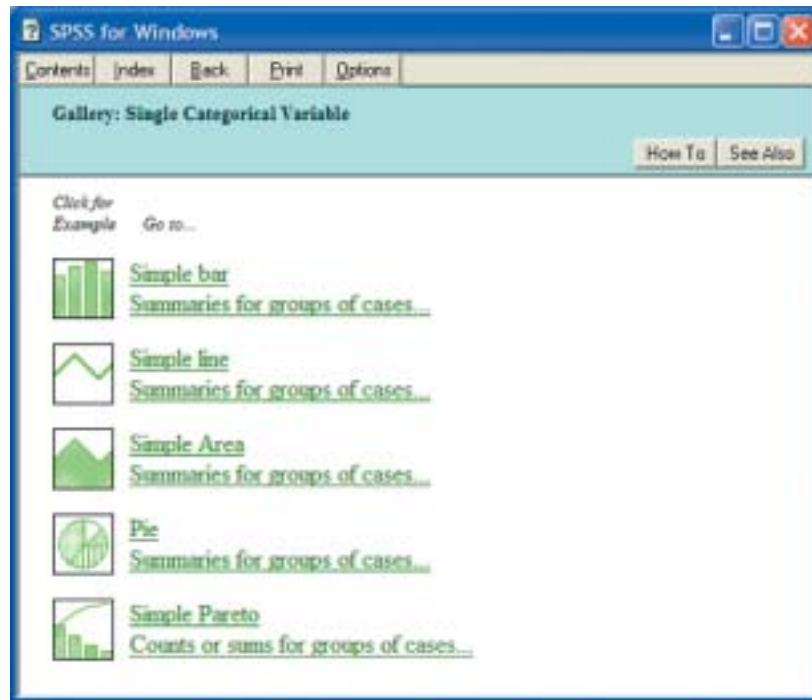 SPSS for Windows
Contents Index Back Print Options
Gallery: Single Categorical Variable
How To See Also
Click for
Example Go to...
Simple bar
Summaries for groups of cases...
Simple line
Summaries for groups of cases...
Simple Area
Summaries for groups of cases...
Pie
Summaries for groups of cases...
Simple Pareto
Counts or sums for groups of cases...